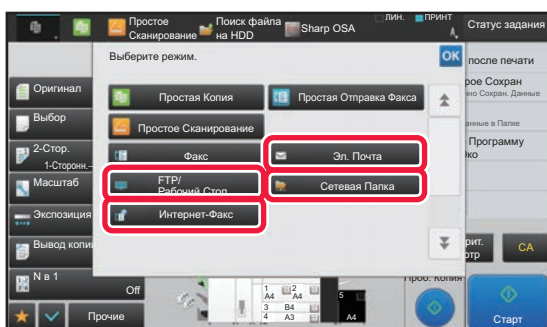 Простое
Сканирование
Поиск файла
на HDD
Sharp OSA
ЛИН.
ПРИНТ
Статус задания
Выберите режим.
OK
после печати
Оригинал
Простая Копия
Простая Отправка Факса
рое Сохран
но Сохран. Данные
Выбор
Простое Сканирование
анные в Папке
2-Стор.
1-Сторонн.
Факс
Эл. Почта
Программу
Эко
Масштаб
FTP/
Рабочий Стол
Сетевая Папка
Экспозиция
Интернет-Факс
Вывод копии
рит.
отр
CA
N в 1
Off
Проб. Копия
1 A4
2 A4
3 B4
4 A3
5 A4
Прочие
Старт